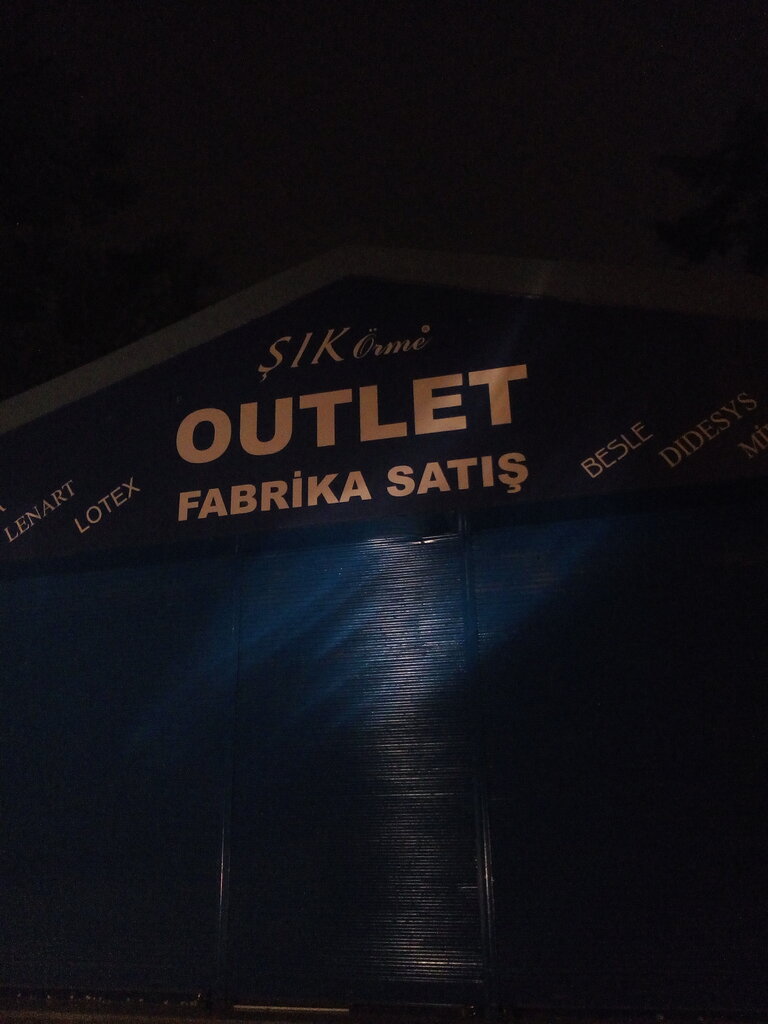 ŞIK Örme
OUTLET
FABRİKA SATIŞ
LENART
LOTEX
BESLE
DIDESYS